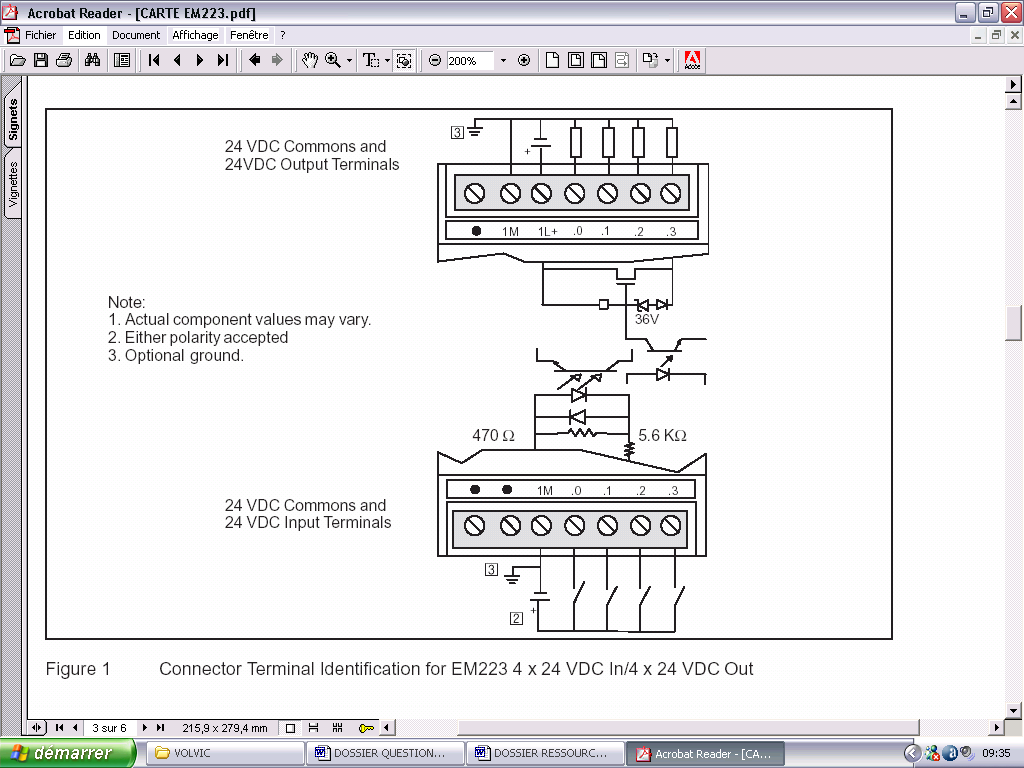 Acrobat Reader - [CARTE EM223.pdf]
Fichier Edition Document Affichage Fenêtre ?
200%
Signets
Vignettes
3
24 VDC Commons and
24VDC Output Terminals
+
1M 1L+ .0 .1 .2 .3
Note:
1. Actual component values may vary.
2. Either polarity accepted
3. Optional ground.
36V
470 Ω
5.6 KΩ
1M .0 .1 .2 .3
24 VDC Commons and
24 VDC Input Terminals
3
+
2
Figure 1 Connector Terminal Identification for EM223 4 x 24 VDC In/4 x 24 VDC Out
3 sur 6
215,9 x 279,4 mm
démarrer
VOLVIC
DOSSIER QUESTION...
DOSSIER RESSOURC...
Acrobat Reader - [CA...
09:35